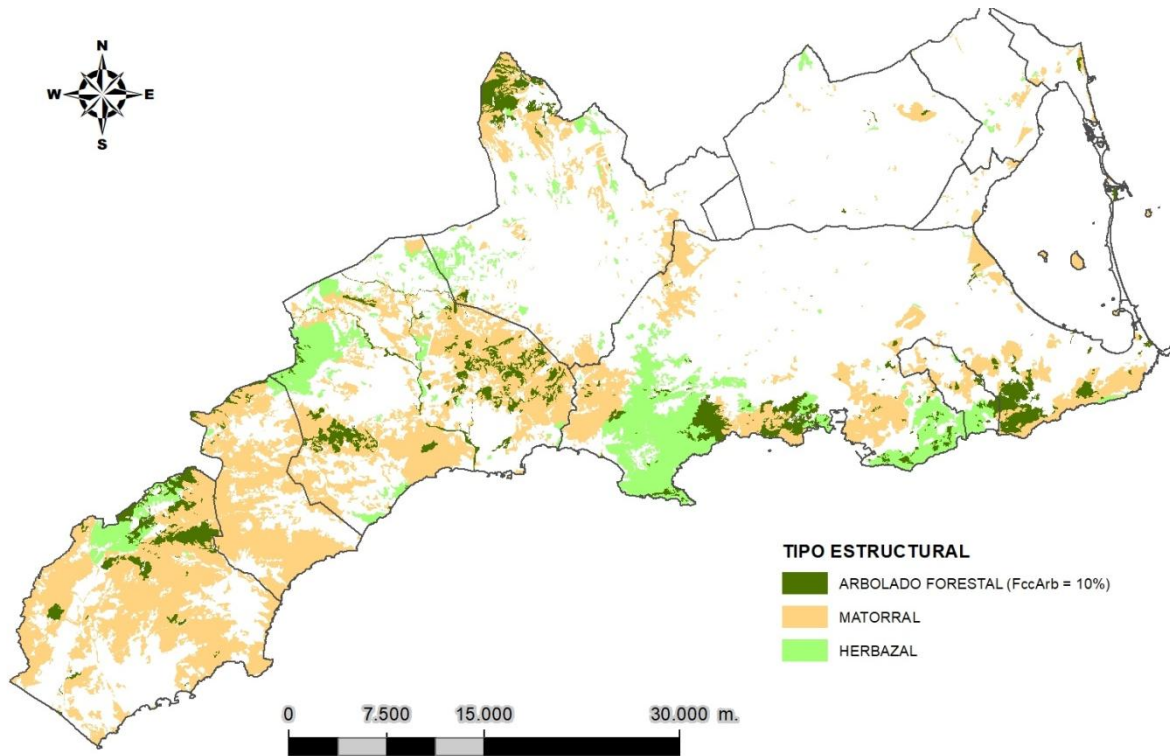 N
W E
S
TIPO ESTRUCTURAL
ARBOLADO FORESTAL (FccArb = 10%)
MATORRAL
HERBAZAL
0 7.500 15.000 30.000 m.